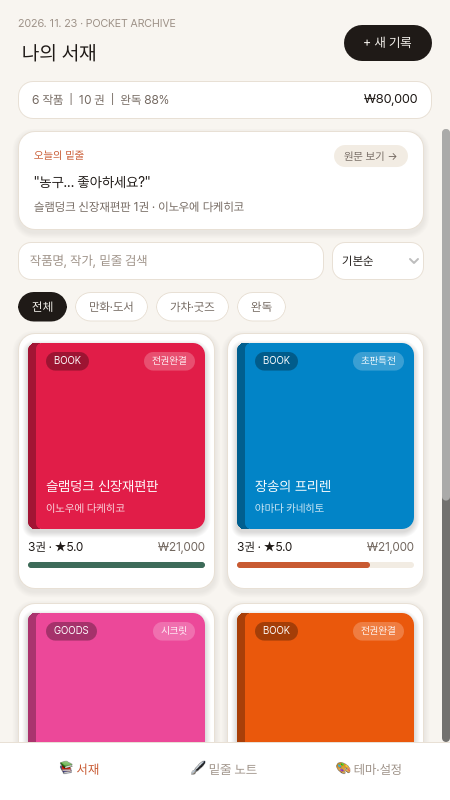 2026. 11. 23 · POCKET ARCHIVE
나의 서재
+ 새 기록
6 작품 | 10 권 | 완독 88%
₩80,000
오늘의 밑줄
원문 보기 →
"농구... 좋아하세요?"
슬램덩크 신장재편판 1권 · 이노우에 다케히코
작품명, 작가, 밑줄 검색
기본순
전체
만화·도서
가챠·굿즈
완독
BOOK
전권완결
슬램덩크 신장재편판
이노우에 다케히코
3권 · ★5.0
₩21,000
BOOK
초판특전
장송의 프리렌
야마다 카네히토
3권 · ★5.0
₩21,000
GOODS
시크릿
BOOK
전권완결
서재
밑줄 노트
테마·설정